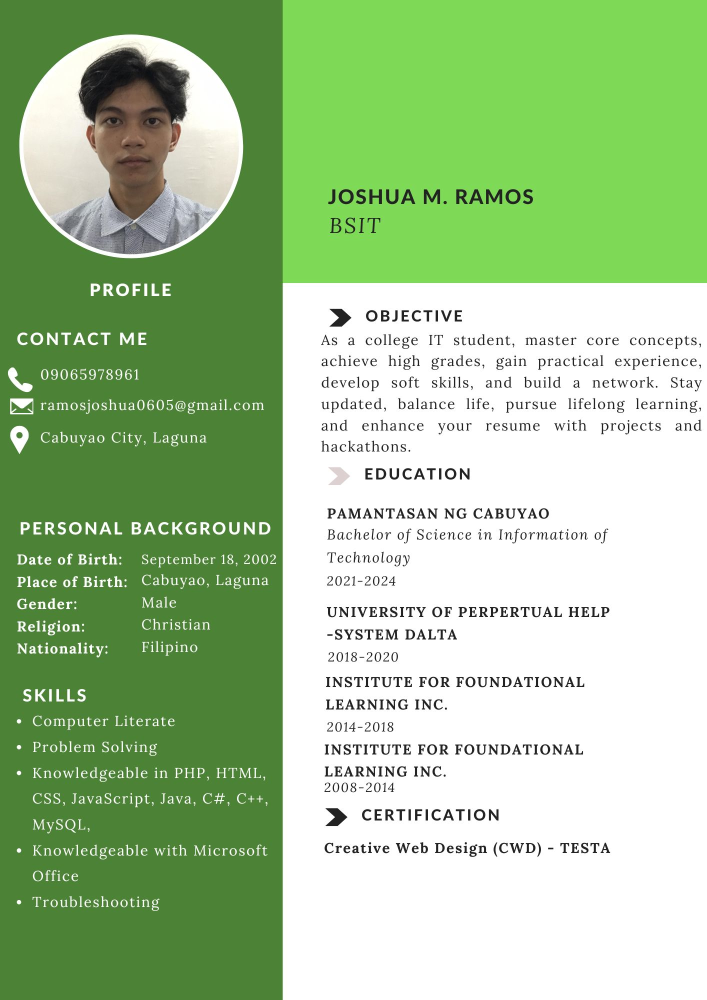 JOSHUA M. RAMOS
BSIT
PROFILE
CONTACT ME
09065978961
ramosjoshua0605@gmail.com
Cabuyao City, Laguna
PERSONAL BACKGROUND
Date of Birth: September 18, 2002
Place of Birth: Cabuyao, Laguna
Gender: Male
Religion: Christian
Nationality: Filipino
SKILLS
• Computer Literate
• Problem Solving
• Knowledgeable in PHP, HTML,
CSS, JavaScript, Java, C#, C++,
MySQL,
• Knowledgeable with Microsoft
Office
• Troubleshooting
OBJECTIVE
As a college IT student, master core concepts,
achieve high grades, gain practical experience,
develop soft skills, and build a network. Stay
updated, balance life, pursue lifelong learning,
and enhance your resume with projects and
hackathons.
EDUCATION
PAMANTASAN NG CABUYAO
Bachelor of Science in Information of
Technology
2021-2024
UNIVERSITY OF PERPERTUAL HELP
-SYSTEM DALTA
2018-2020
INSTITUTE FOR FOUNDATIONAL
LEARNING INC.
2014-2018
INSTITUTE FOR FOUNDATIONAL
LEARNING INC.
2008-2014
CERTIFICATION
Creative Web Design (CWD) - TESTA